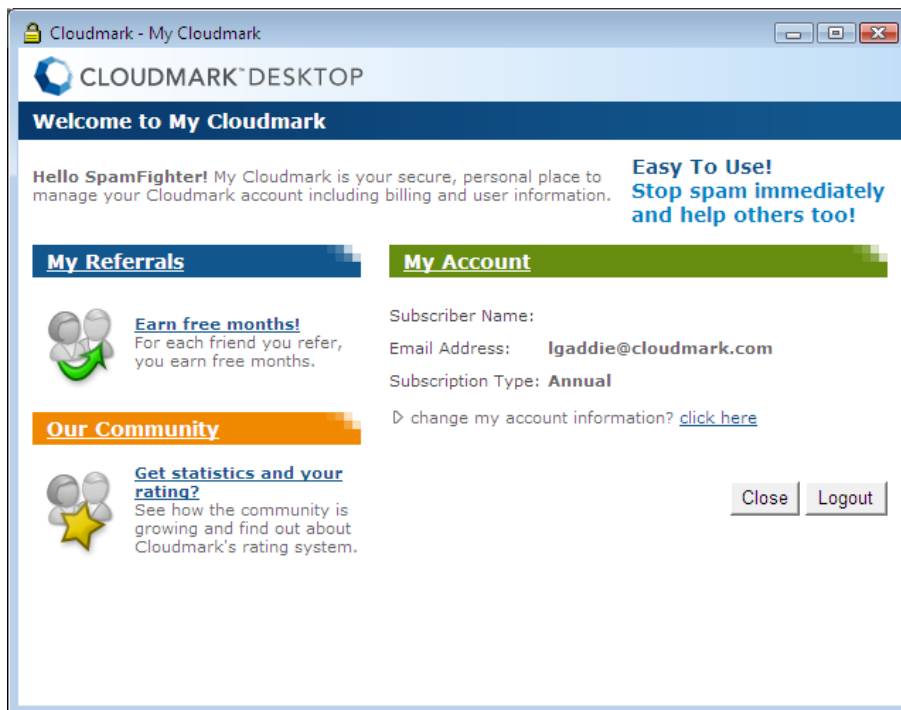 Cloudmark - My Cloudmark
CLOUDMARK™DESKTOP
Welcome to My Cloudmark
Hello SpamFighter! My Cloudmark is your secure, personal place to
manage your Cloudmark account including billing and user information.
Easy To Use!
Stop spam immediately
and help others too!
My Referrals
Earn free months!
For each friend you refer,
you earn free months.
Our Community
Get statistics and your
rating?
See how the community is
growing and find out about
Cloudmark's rating system.
My Account
Subscriber Name:
Email Address: lgaddie@cloudmark.com
Subscription Type: Annual
change my account information? click here
Close Logout